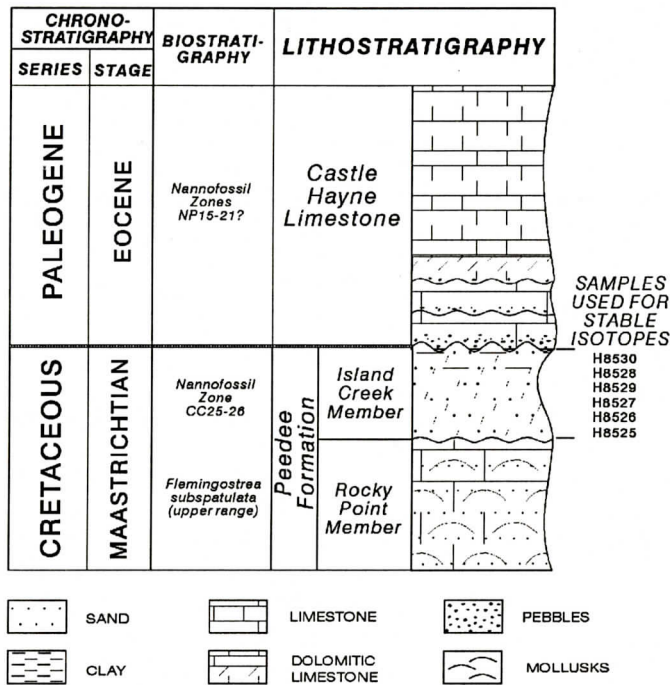 CHRONO-
STRATIGRAPHY
SERIES
STAGE
BIOSTRATI-
GRAPHY
LITHOSTRATIGRAPHY
PALEOGENE
EOCENE
Nannofossil
Zones
NP15-21?
Castle
Hayne
Limestone
SAMPLES
USED FOR
STABLE
ISOTOPES
H8530
H8528
H8529
H8527
H8526
H8525
CRETACEOUS
MAASTRICHTIAN
Nannofossil
Zone
CC25-26
Flemingostrea
subspatulata
(upper range)
Peedee
Formation
Island
Creek
Member
Rocky
Point
Member
SAND
LIMESTONE
PEBBLES
CLAY
DOLOMITIC
LIMESTONE
MOLLUSKS